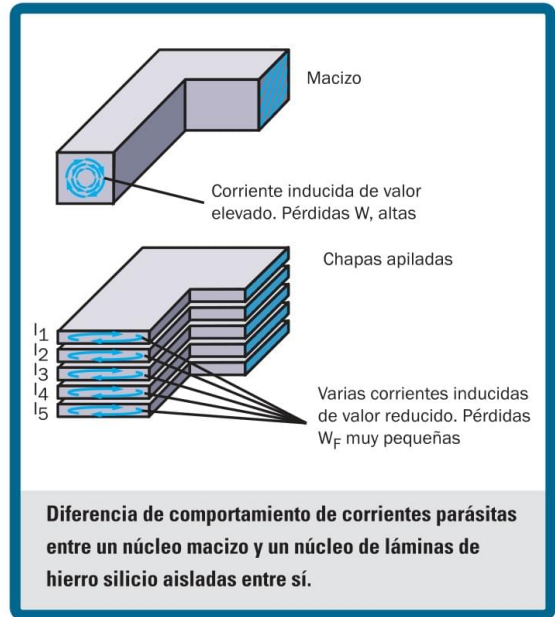 Macizo
Corriente inducida de valor
elevado. Pérdidas W, altas
Chapas apiladas
I1
I2
I3
I4
I5
Varias corrientes inducidas
de valor reducido. Pérdidas
WF muy pequeñas
Diferencia de comportamiento de corrientes parásitas
entre un núcleo macizo y un núcleo de láminas de
hierro silicio aisladas entre sí.